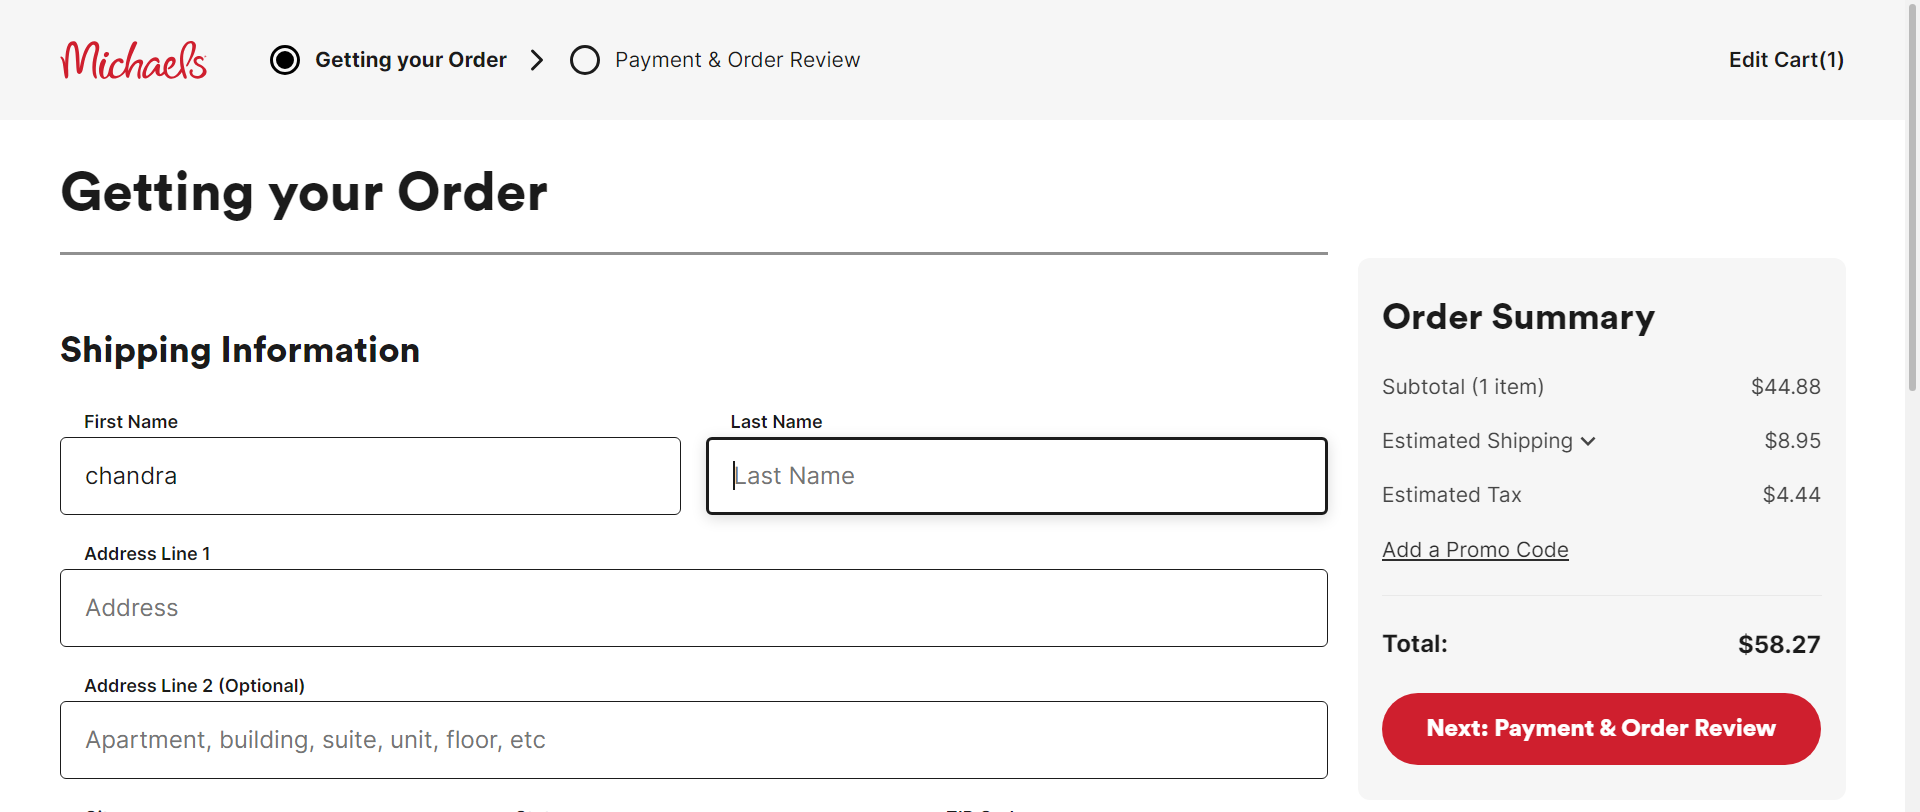 Michaels
Getting your Order
Payment & Order Review
Edit Cart(1)
Getting your Order
Shipping Information
First Name
Last Name
chandra
Last Name
Address Line 1
Address
Address Line 2 (Optional)
Apartment, building, suite, unit, floor, etc
Order Summary
Subtotal (1 item) $44.88
Estimated Shipping $8.95
Estimated Tax $4.44
Add a Promo Code
Total: $58.27
Next: Payment & Order Review